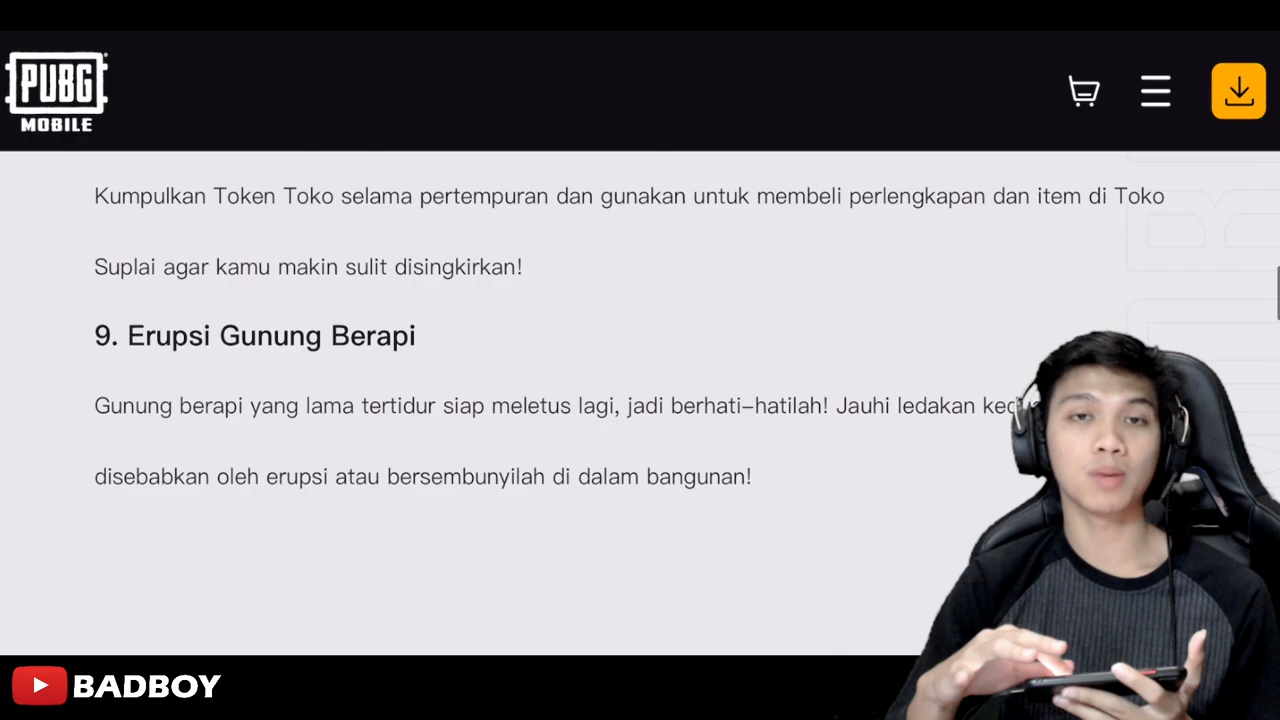 PUBG
MOBILE
Kumpulkan Token Toko selama pertempuran dan gunakan untuk membeli perlengkapan dan item di Toko
Suplai agar kamu makin sulit disingkirkan!
9. Erupsi Gunung Berapi
Gunung berapi yang lama tertidur siap meletus lagi, jadi berhati-hatilah! Jauhi ledakan
disebabkan oleh erupsi atau bersembunyilah di dalam bangunan!
BADBOY